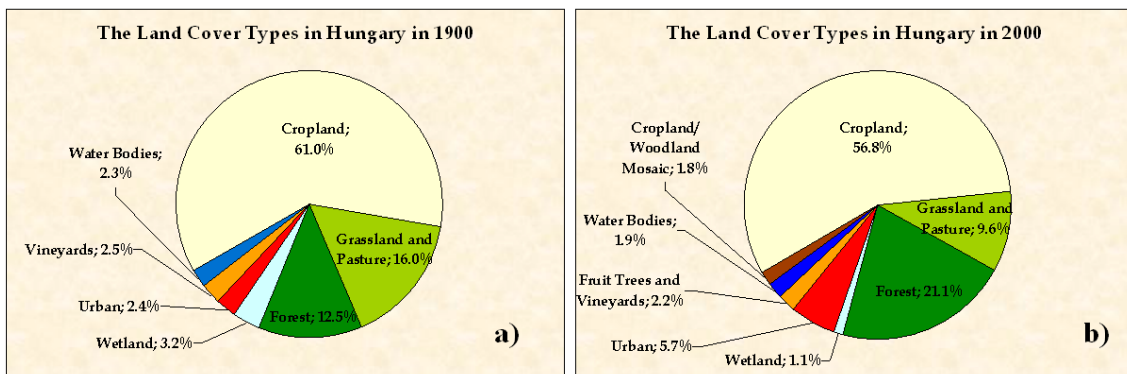 The Land Cover Types in Hungary in 1900
Cropland;
61.0%
Water Bodies;
2.3%
Vineyards; 2.5%
Urban; 2.4%
Wetland; 3.2%
Forest; 12.5%
Grassland and
Pasture; 16.0%
a)
The Land Cover Types in Hungary in 2000
Cropland;
56.8%
Cropland/
Woodland
Mosaic; 1.8%
Water Bodies;
1.9%
Fruit Trees and
Vineyards; 2.2%
Urban; 5.7%
Wetland; 1.1%
Forest; 21.1%
Grassland and
Pasture; 9.6%
b)